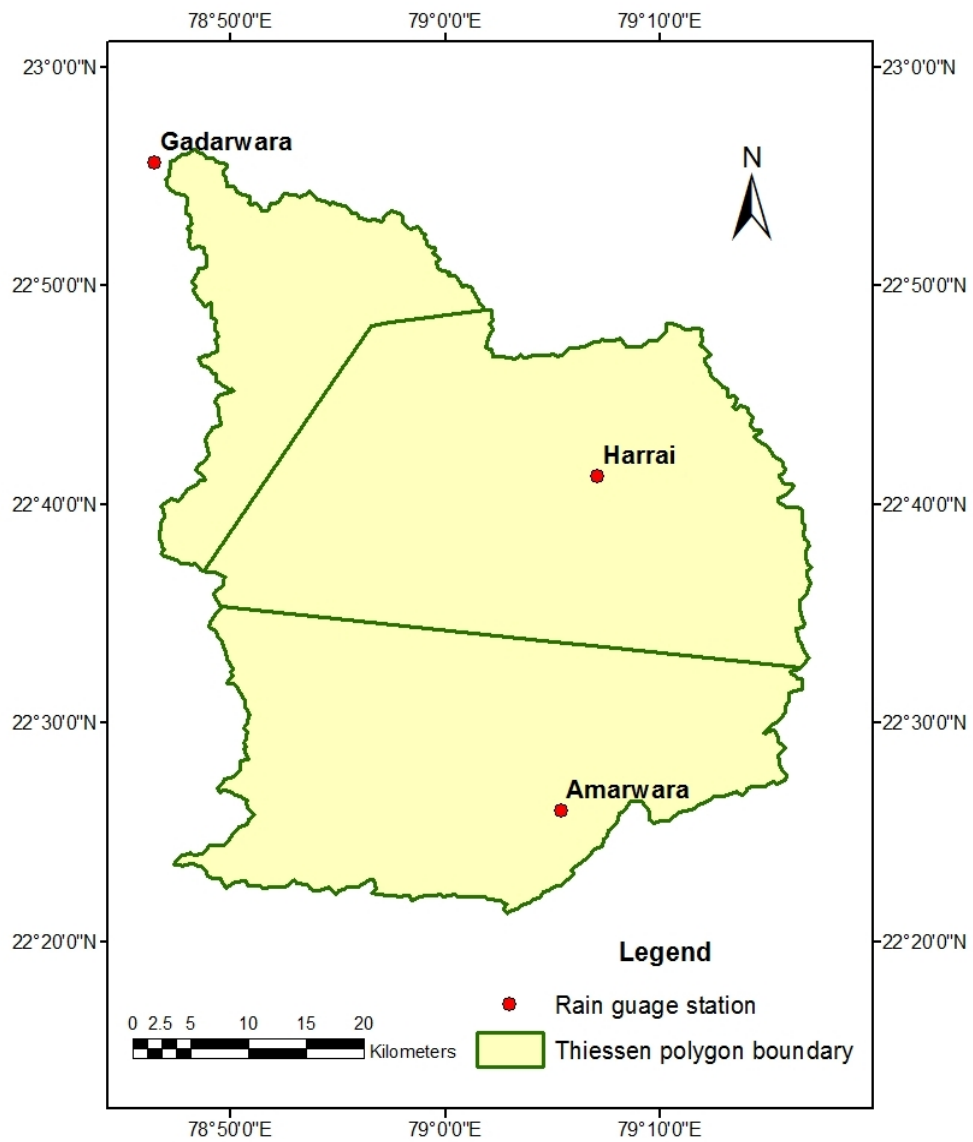 78°50'0"E 79°0'0"E 79°10'0"E
23°0'0"N 23°0'0"N
Gadarwara
N
22°50'0"N 22°50'0"N
Harrai
22°40'0"N 22°40'0"N
22°30'0"N 22°30'0"N
Amarwara
22°20'0"N 22°20'0"N
Legend
Rain guage station
0 2.5 5 10 15 20
Kilometers
Thiessen polygon boundary
78°50'0"E 79°0'0"E 79°10'0"E